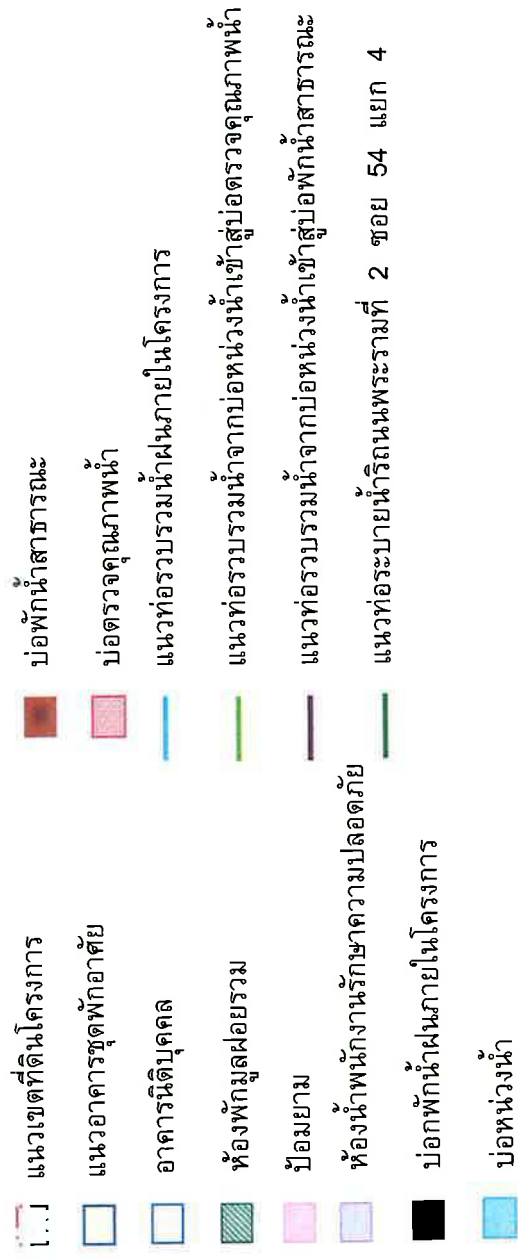 แนวเขตที่ดินโครงการ
แนวอาคารชุดพักอาศัย
อาคารนิติบุคคล
ห้องพักมูลฝอยรวม
ป้อมยาม
ห้องน้ำพนักงานรักษาความปลอดภัย
บ่อกพักน้ำฝนภายในโครงการ
บ่อหน่วงน้ำ
บ่อพักน้ำสาธารณะ
บ่อตรวจคุณภาพน้ำ
แนวท่อรวบรวมน้ำฝนภายในโครงการ
แนวท่อรวบรวมน้ำจากบ่อหน่วงน้ำเข้าสู่บ่อตรวจคุณภาพน้ำ
แนวท่อรวบรวมน้ำจากบ่อหน่วงน้ำเข้าสู่บ่อพักน้ำสาธารณะ
แนวท่อระบายน้ำริถนนพระรามที่ 2 ซอย 54 แยก 4